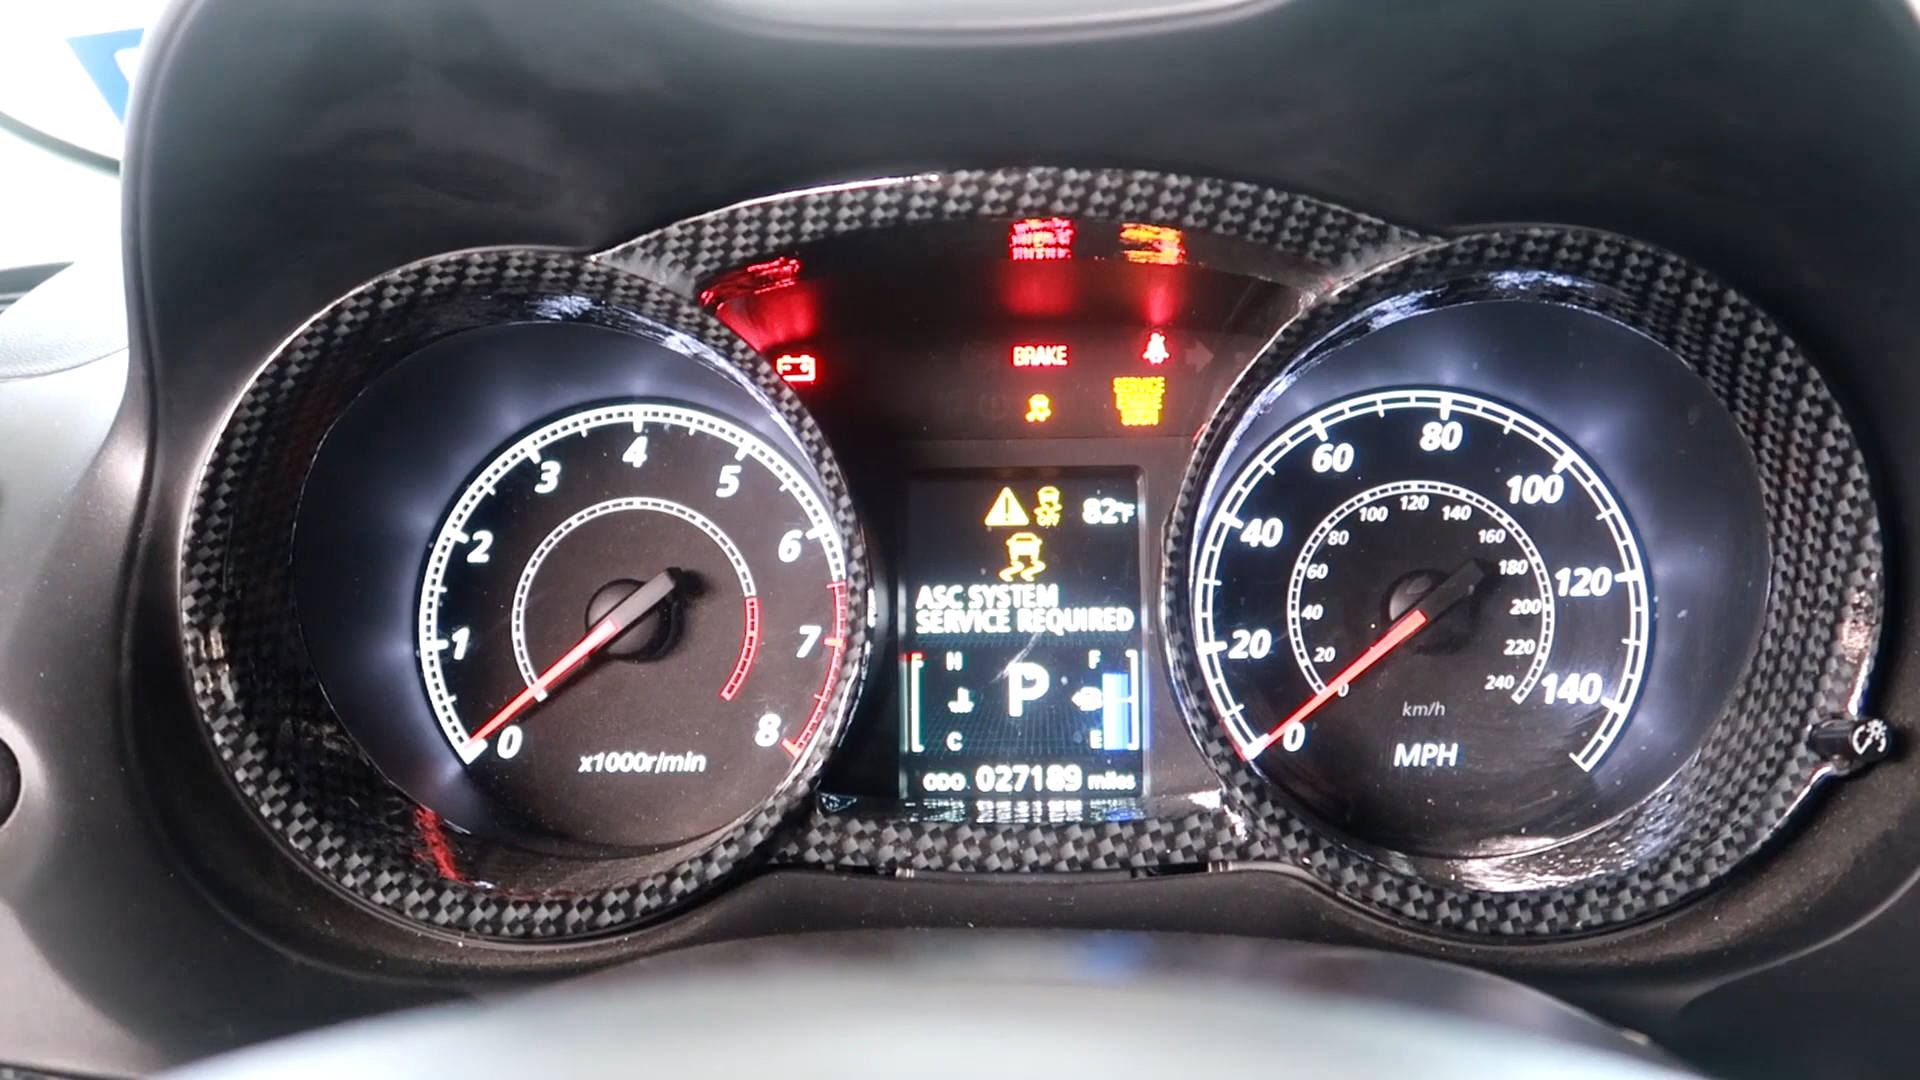 BRAKE
SERVICE
ENGINE
SOON
0
1
2
3
4
5
6
7
8
x1000r/min
OFF
82°F
ASC SYSTEM
SERVICE REQUIRED
H
F
P
C
E
ODO 027189 miles
0
20
40
60
80
100
120
140
0
20
40
60
80
100
120
140
160
180
200
220
240
km/h
MPH